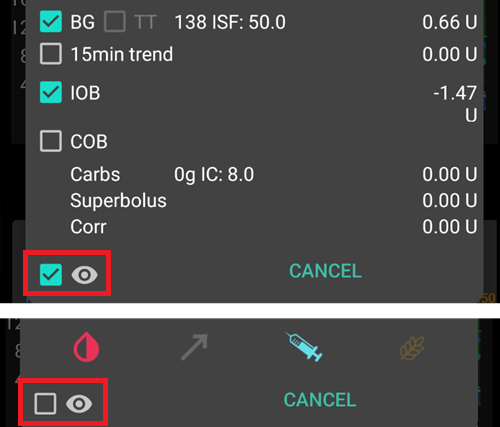 BG TT 138 ISF: 50.0 0.66 U
15min trend 0.00 U
IOB -1.47
U
COB
Carbs 0g IC: 8.0 0.00 U
Superbolus 0.00 U
Corr 0.00 U
CANCEL
CANCEL